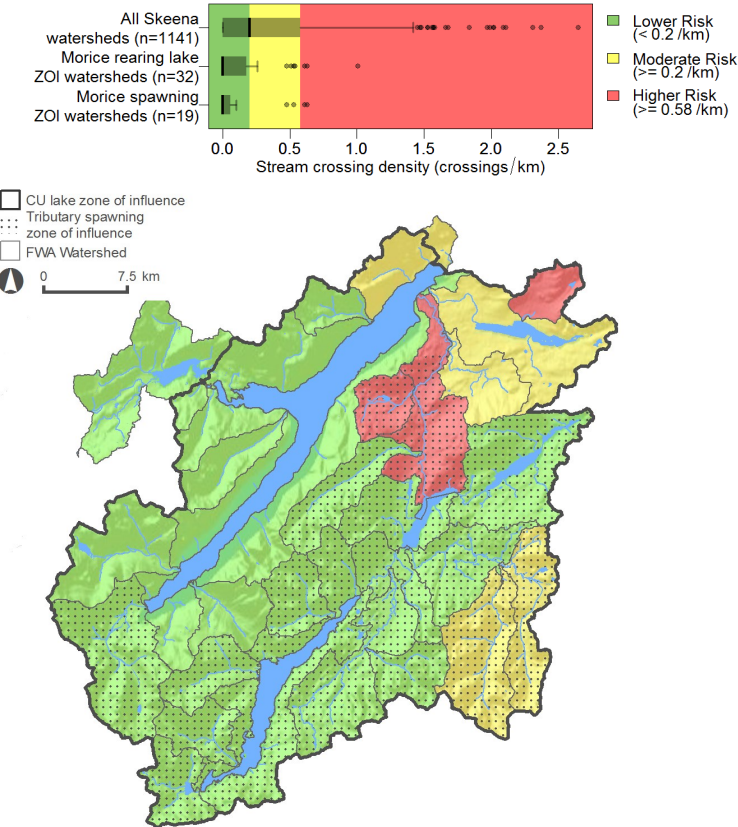 All Skeena
watersheds (n=1141)
Morice rearing lake
ZOI watersheds (n=32)
Morice spawning
ZOI watersheds (n=19)
0.0 0.5 1.0 1.5 2.0 2.5
Stream crossing density (crossings/km)
Lower Risk
(< 0.2 /km)
Moderate Risk
(>= 0.2 /km)
Higher Risk
(>= 0.58 /km)
CU lake zone of influence
Tributary spawning
zone of influence
FWA Watershed
0 7.5 km